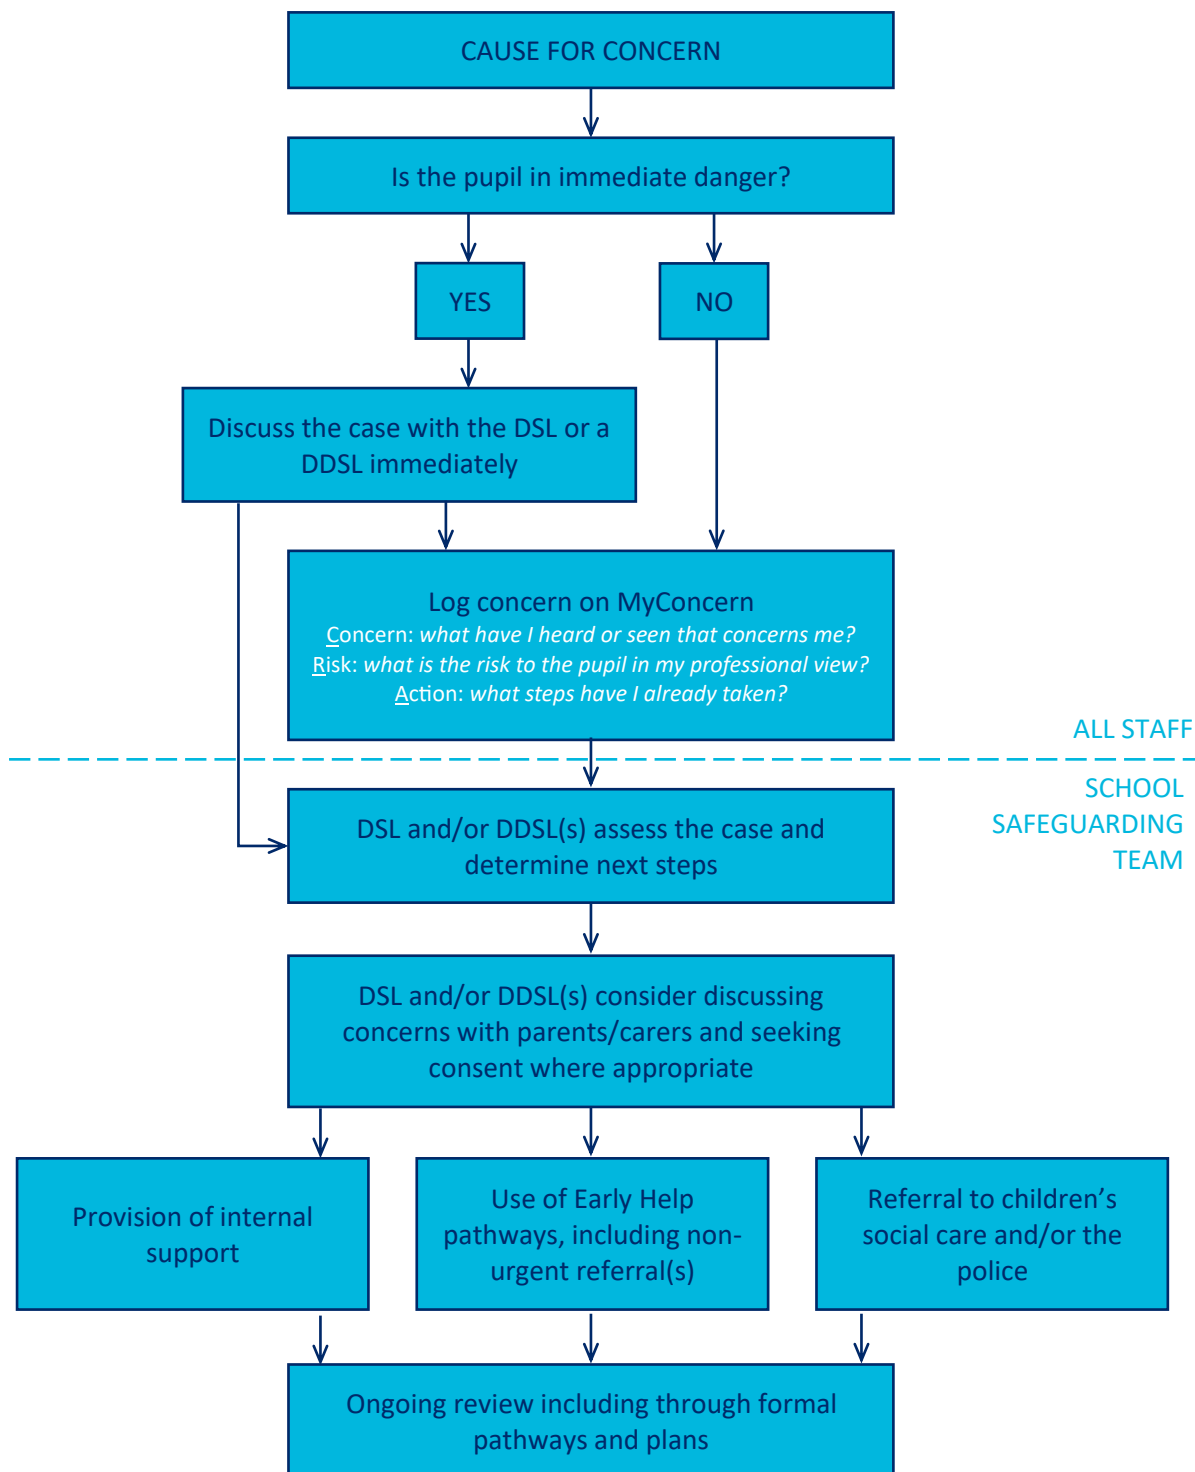 CAUSE FOR CONCERN
Is the pupil in immediate danger?
YES
NO
Discuss the case with the DSL or a
DDSL immediately
Log concern on MyConcern
Concern: what have I heard or seen that concerns me?
Risk: what is the risk to the pupil in my professional view?
Action: what steps have I already taken?
ALL STAFF
SCHOOL
SAFEGUARDING
TEAM
DSL and/or DDSL(s) assess the case and
determine next steps
DSL and/or DDSL(s) consider discussing
concerns with parents/carers and seeking
consent where appropriate
Provision of internal
support
Use of Early Help
pathways, including non-
urgent referral(s)
Referral to children’s
social care and/or the
police
Ongoing review including through formal
pathways and plans